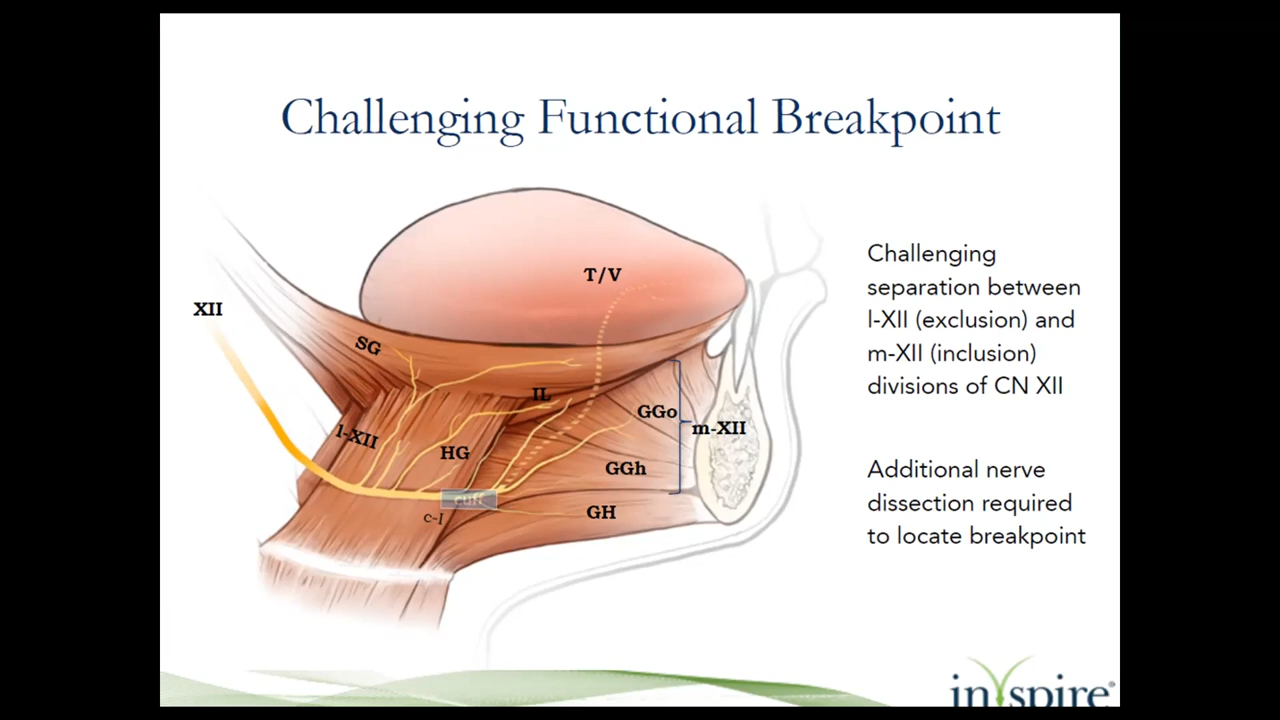 Challenging Functional Breakpoint
T/V
XII
SG
IL
GGo
m-XII
l-XII
HG
GGh
cuff
c-I
GH
Challenging
separation between
l-XII (exclusion) and
m-XII (inclusion)
divisions of CN XII
Additional nerve
dissection required
to locate breakpoint
inspire®